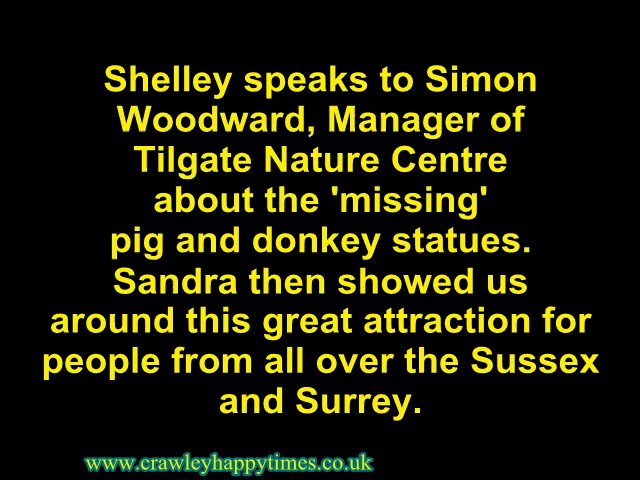 Shelley speaks to Simon
Woodward, Manager of
Tilgate Nature Centre
about the 'missing'
pig and donkey statues.
Sandra then showed us
around this great attraction for
people from all over the Sussex
and Surrey.
www.crawleyhappytimes.co.uk